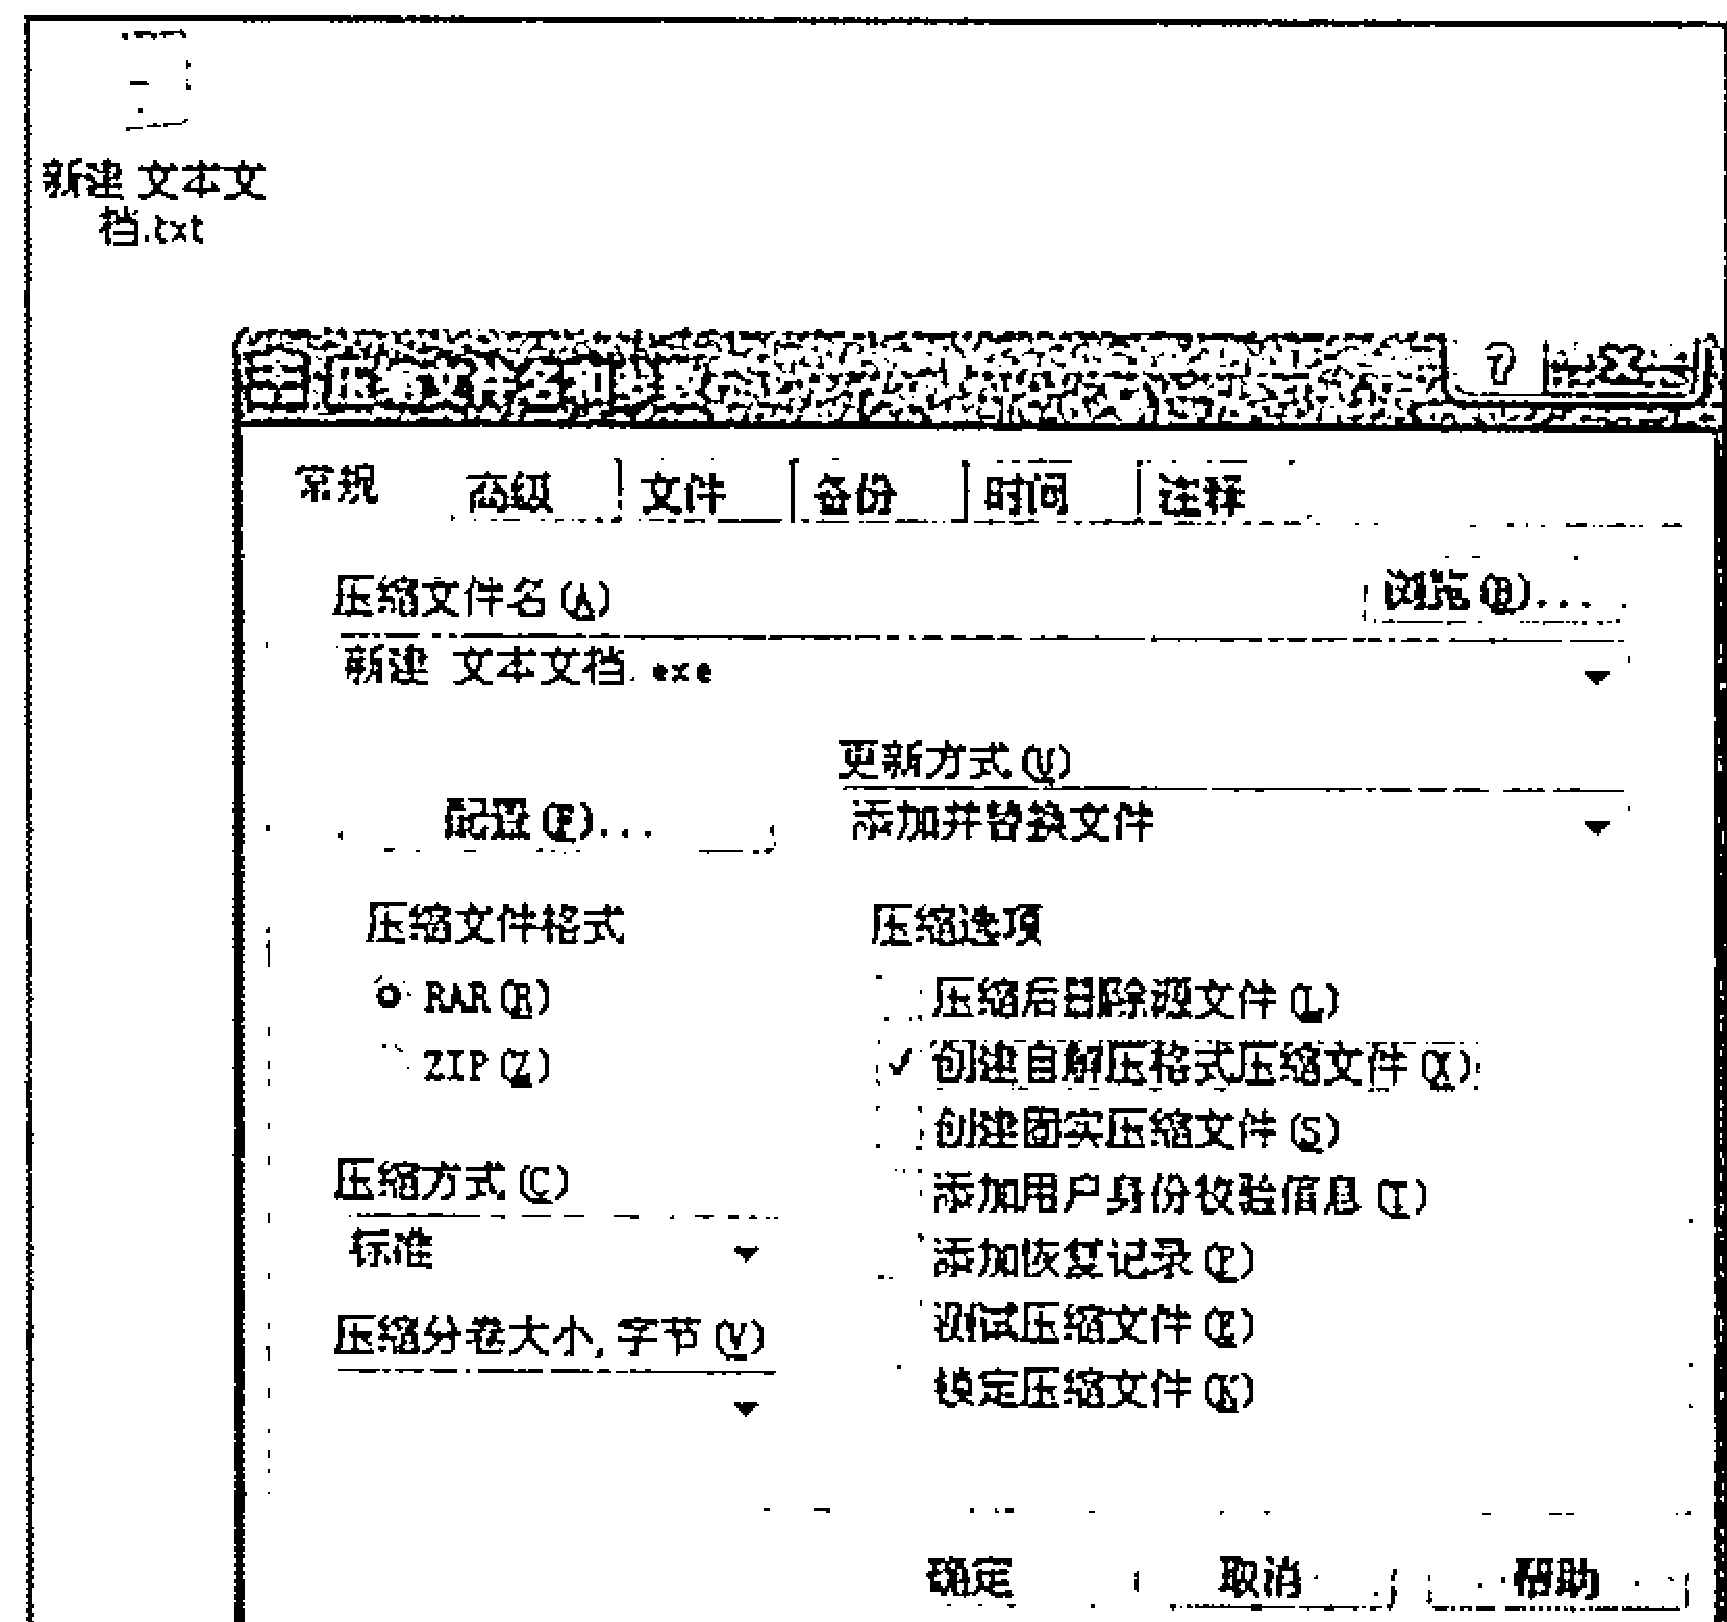 新建 文本文
档.txt
压缩文件名和参数
?
常规 高级 文件 备份 时间 注释
压缩文件名(A) 浏览(B)...
新建 文本文档.exe
更新方式(U)
配置(F)... 添加并替换文件
压缩文件格式 压缩选项
RAR(R) 压缩后删除源文件(L)
ZIP(Z) 创建自解压格式压缩文件(X)
创建固实压缩文件(S)
压缩方式(C) 添加用户身份校验信息(I)
标准 添加恢复记录(P)
压缩分卷大小,字节(V) 测试压缩文件(E)
锁定压缩文件(K)
确定 取消 帮助